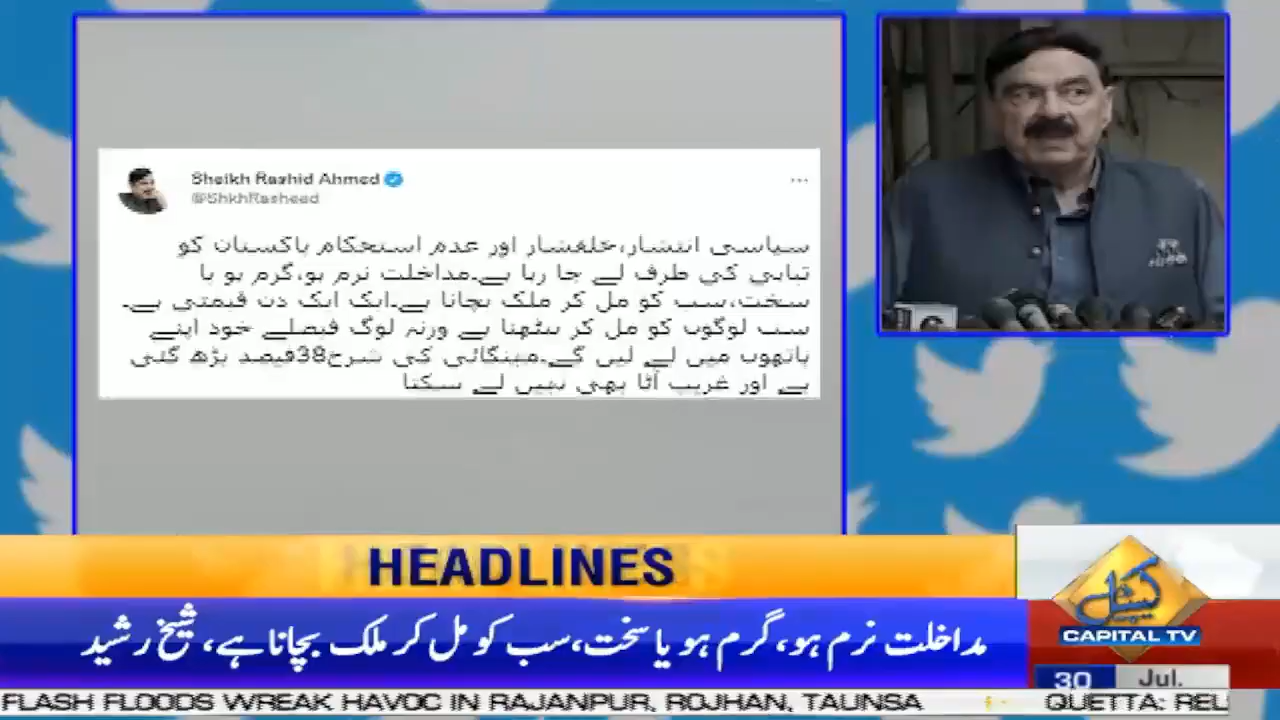 Sheikh Rashid Ahmed
@ShkhRasheed
سیاسی انتشار،خلفشار اور عدم استحکام پاکستان کو
تباہی کی طرف لے جا رہا ہے۔مداخلت نرم ہو،گرم ہو یا
سخت،سب کو مل کر ملک بچانا ہے۔ایک ایک دن قیمتی ہے۔
سب لوگوں کو مل کر بیٹھنا ہے ورنہ لوگ فیصلے خود اپنے
ہاتھوں میں لے لیں گے۔مہنگائی کی شرح38فیصد بڑھ گئی
ہے اور غریب آٹا بھی نہیں لے سکتا
HEADLINES
مداخلت نرم ہو، گرم ہو یا سخت، سب کو مل کر ملک بچانا ہے، شیخ رشید
کیپیٹل
CAPITAL TV
30 Jul.
FLASH FLOODS WREAK HAVOC IN RAJANPUR, ROJHAN, TAUNSA QUETTA: REL